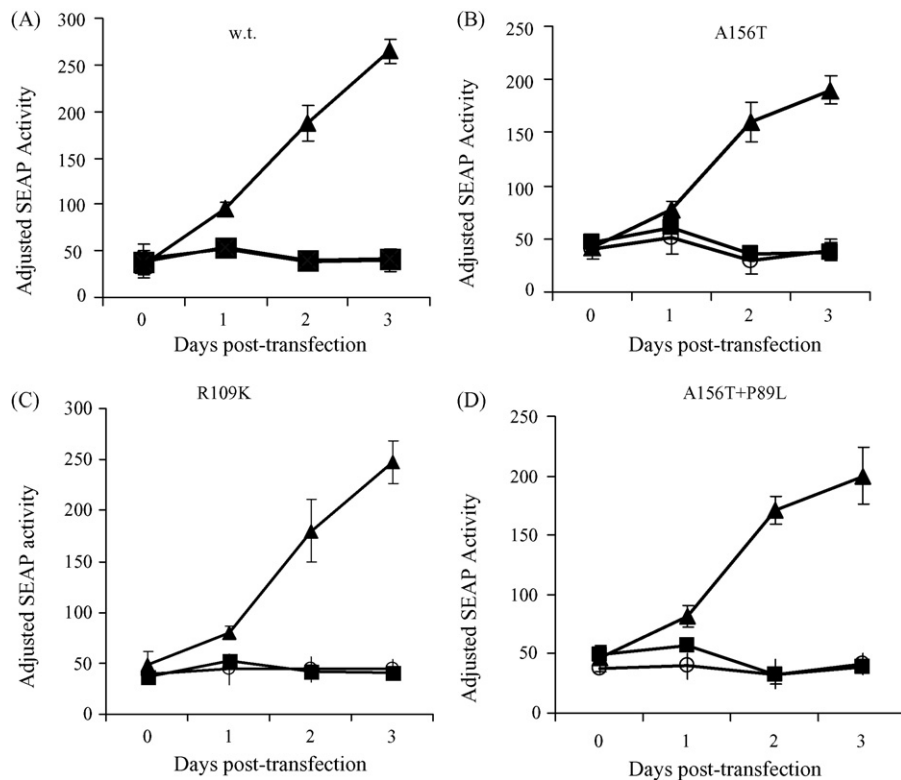 (A)
w.t.
Adjusted SEAP Activity
300
250
200
150
100
50
0
0 1 2 3
Days post-transfection
(B)
A156T
Adjusted SEAP Activity
250
200
150
100
50
0
0 1 2 3
Days post-transfection
(C)
R109K
Adjusted SEAP activity
300
250
200
150
100
50
0
0 1 2 3
Days post-transfection
(D)
A156T+P89L
Adjusted SEAP Activity
250
200
150
100
50
0
0 1 2 3
Days post-transfection